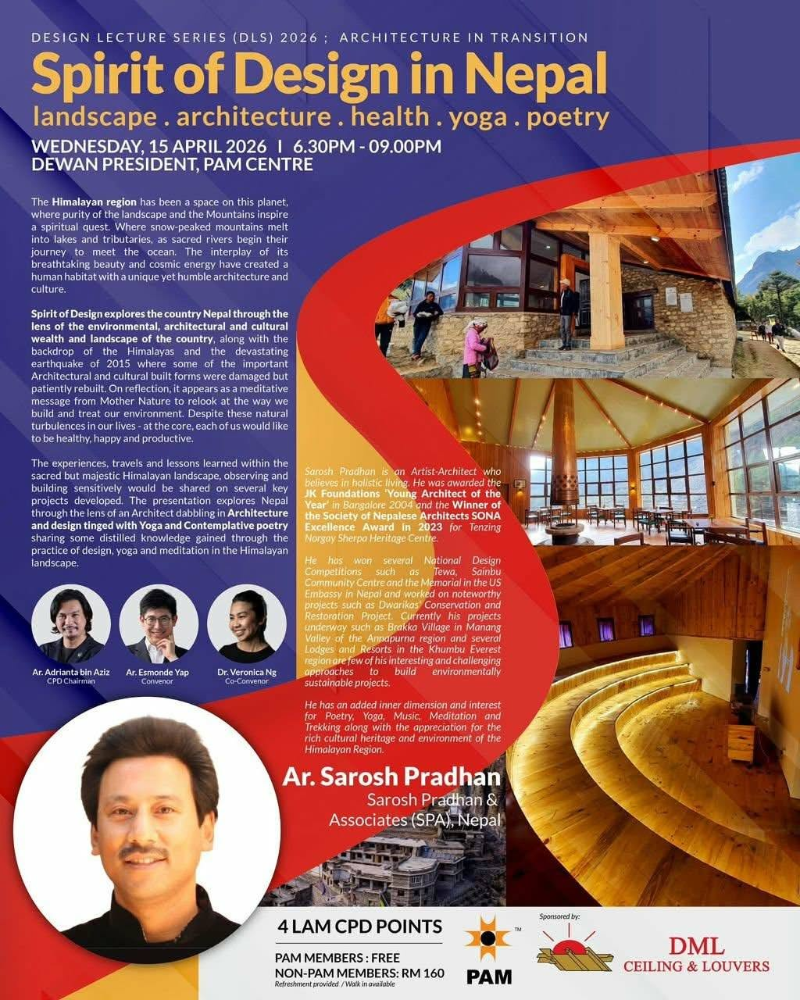 DESIGN LECTURE SERIES (DLS) 2026 ; ARCHITECTURE IN TRANSITION
Spirit of Design in Nepal
landscape . architecture . health . yoga . poetry
WEDNESDAY, 15 APRIL 2026 I 6.30PM - 09.00PM
DEWAN PRESIDENT, PAM CENTRE
The Himalayan region has been a space on this planet,
where purity of the landscape and the Mountains inspire
a spiritual quest. Where snow-peaked mountains melt
into lakes and tributaries, as sacred rivers begin their
journey to meet the ocean. The interplay of its
breathtaking beauty and cosmic energy have created a
human habitat with a unique yet humble architecture and
culture.
Spirit of Design explores the country Nepal through the
lens of the environmental, architectural and cultural
wealth and landscape of the country, along with the
backdrop of the Himalayas and the devastating
earthquake of 2015 where some of the important
Architectural and cultural built forms were damaged but
patiently rebuilt. On reflection, it appears as a meditative
message from Mother Nature to relook at the way we
build and treat our environment. Despite these natural
turbulences in our lives - at the core, each of us would like
to be healthy, happy and productive.
The experiences, travels and lessons learned within the
sacred but majestic Himalayan landscape, observing and
building sensitively would be shared on several key
projects developed. The presentation explores Nepal
through the lens of an Architect dabbling in Architecture
and design tinged with Yoga and Contemplative poetry
sharing some distilled knowledge gained through the
practice of design, yoga and meditation in the Himalayan
landscape.
Ar. Adrianta bin Aziz
CPD Chairman
Ar. Esmonde Yap
Convenor
Dr. Veronica Ng
Co-Convenor
Sarosh Pradhan is an Artist-Architect who
believes in holistic living. He was awarded the
JK Foundations 'Young Architect of the
Year' in Bangalore 2004 and the Winner of
the Society of Nepalese Architects SONA
Excellence Award in 2023 for Tenzing
Norgay Sherpa Heritage Centre.
He has won several National Design
Competitions such as Tewa, Sainbu
Community Centre and the Memorial in the US
Embassy in Nepal and worked on noteworthy
projects such as Dwarikas' Conservation and
Restoration Project. Currently his projects
underway such as Brakka Village in Manang
Valley of the Annapurna region and several
Lodges and Resorts in the Khumbu Everest
region are few of his interesting and challenging
approaches to build environmentally
sustainable projects.
He has an added inner dimension and interest
for Poetry, Yoga, Music, Meditation and
Trekking along with the appreciation for the
rich cultural heritage and environment of the
Himalayan Region.
Ar. Sarosh Pradhan
Sarosh Pradhan &
Associates (SPA), Nepal
4 LAM CPD POINTS
PAM MEMBERS : FREE
NON-PAM MEMBERS: RM 160
Refreshment provided / Walk in available
TM
PAM
Sponsored by:
DML
CEILING & LOUVERS